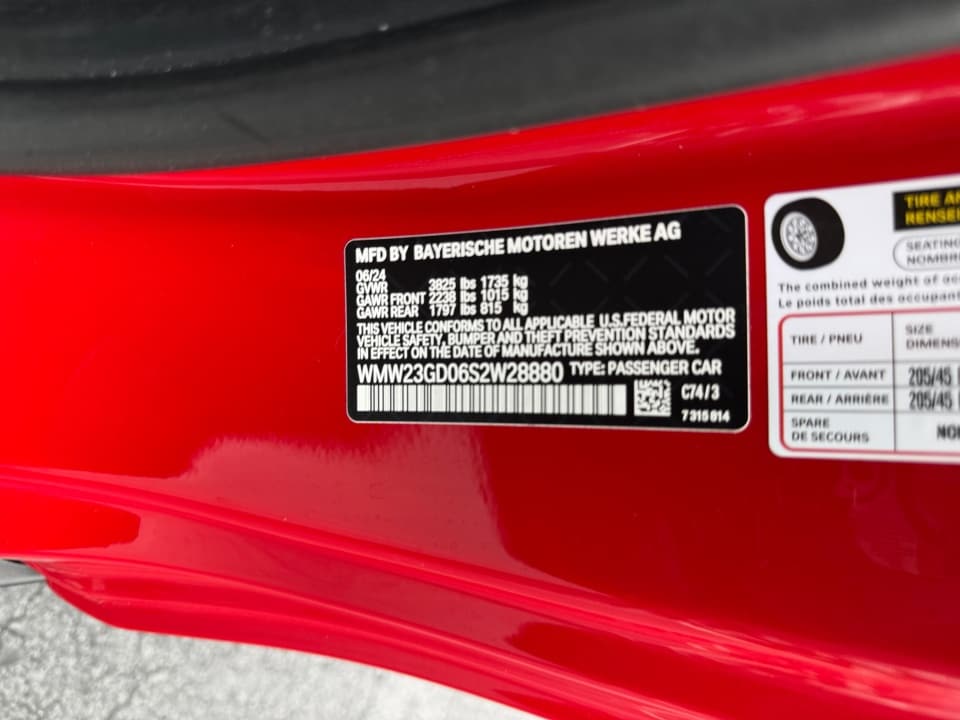 MFD BY BAYERISCHE MOTOREN WERKE AG
06/24
GVWR 3825 lbs 1735 kg
GAWR FRONT 2238 lbs 1015 kg
GAWR REAR 1797 lbs 815 kg
THIS VEHICLE CONFORMS TO ALL APPLICABLE U.S.FEDERAL MOTOR
VEHICLE SAFETY, BUMPER AND THEFT PREVENTION STANDARDS
IN EFFECT ON THE DATE OF MANUFACTURE SHOWN ABOVE.
WMW23GD06S2W28880 TYPE: PASSENGER CAR
C74/3
7315814
TIRE
The combined weight of
Le poids total des
TIRE / PNEU
SIZE
FRONT / AVANT 205/45
REAR / ARRIÈRE 205/45
SPARE
DE SECOURS